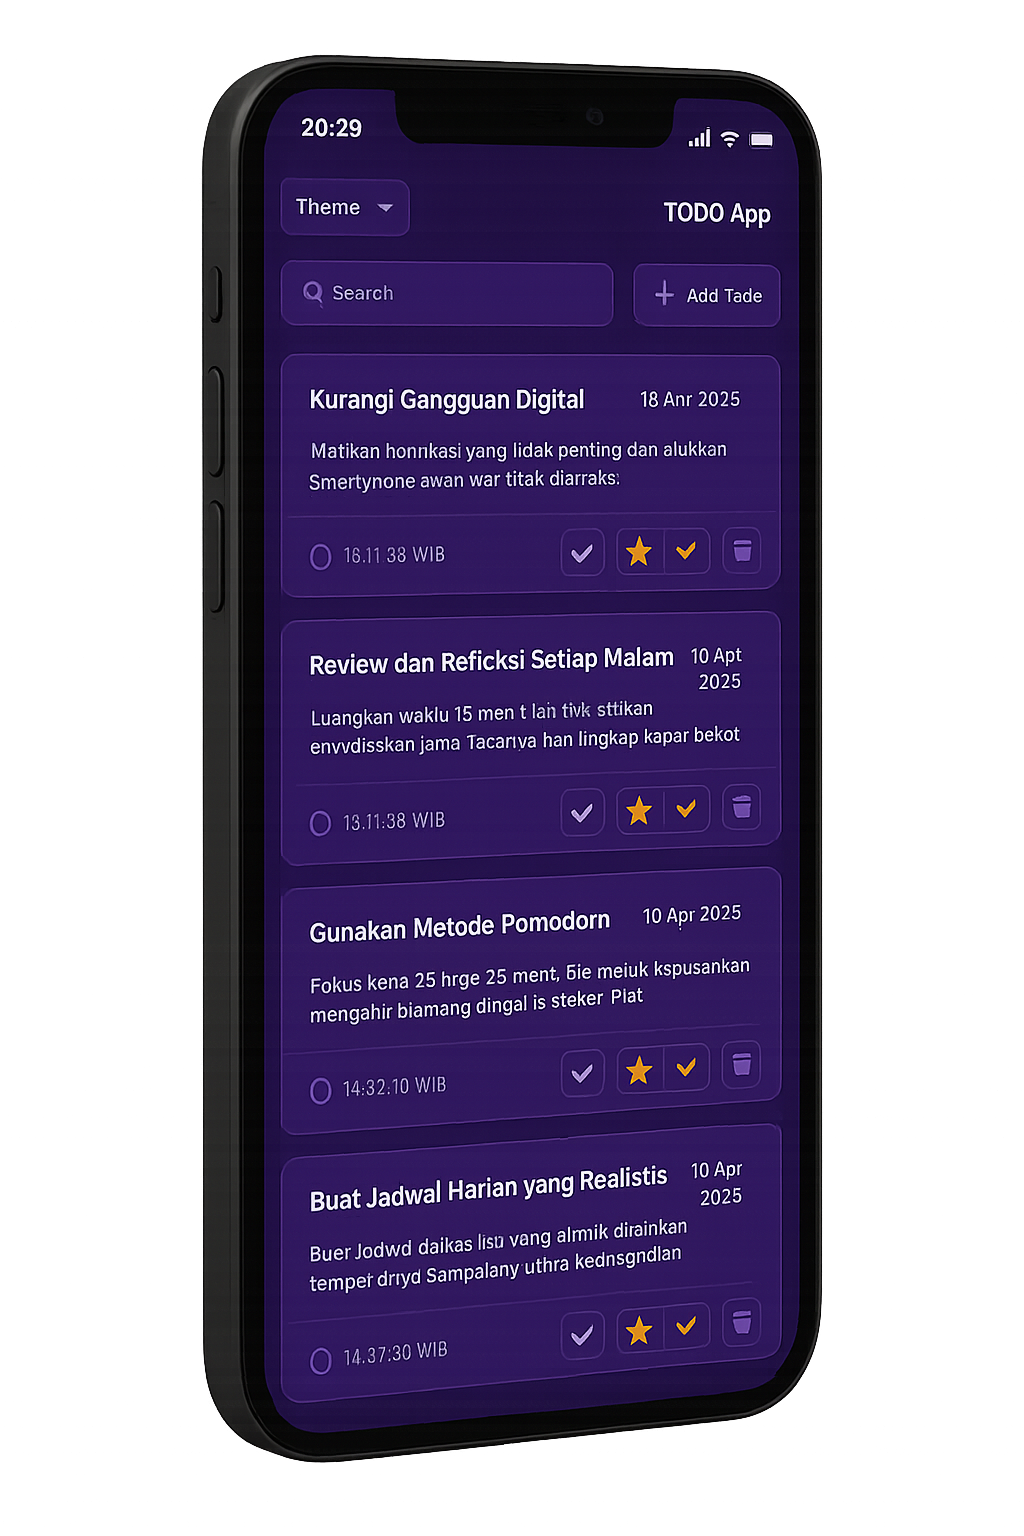 20:29
Theme
TODO App
Search
Add Tade
Kurangi Gangguan Digital
18 Anr 2025
Matikan honnkasi yang lidak penting dan alukkan
Smertynone awan war titak diarraks:
16.11 38 WIB
Review dan Reficksi Setiap Malam
10 Apt
2025
Luangkan waklu 15 men t lan tivk sttikan
envvdisskan jama Tacarıya han lingkap kapar bekot
13.11:38 WIB
Gunakan Metode Pomodorn
10 Apr 2025
Fokus kena 25 hrge 25 ment, 5ie meiuk kspusankan
mengahir biamang dingal is steker Plat
14:32:10 WIB
Buat Jadwal Harian yang Realistis
10 Apr
2025
Buer Jodwd daikas lisu vang almik dirainkan
tempet drryd Sampalany uthra kednsgndlan
14.37:30 WIB